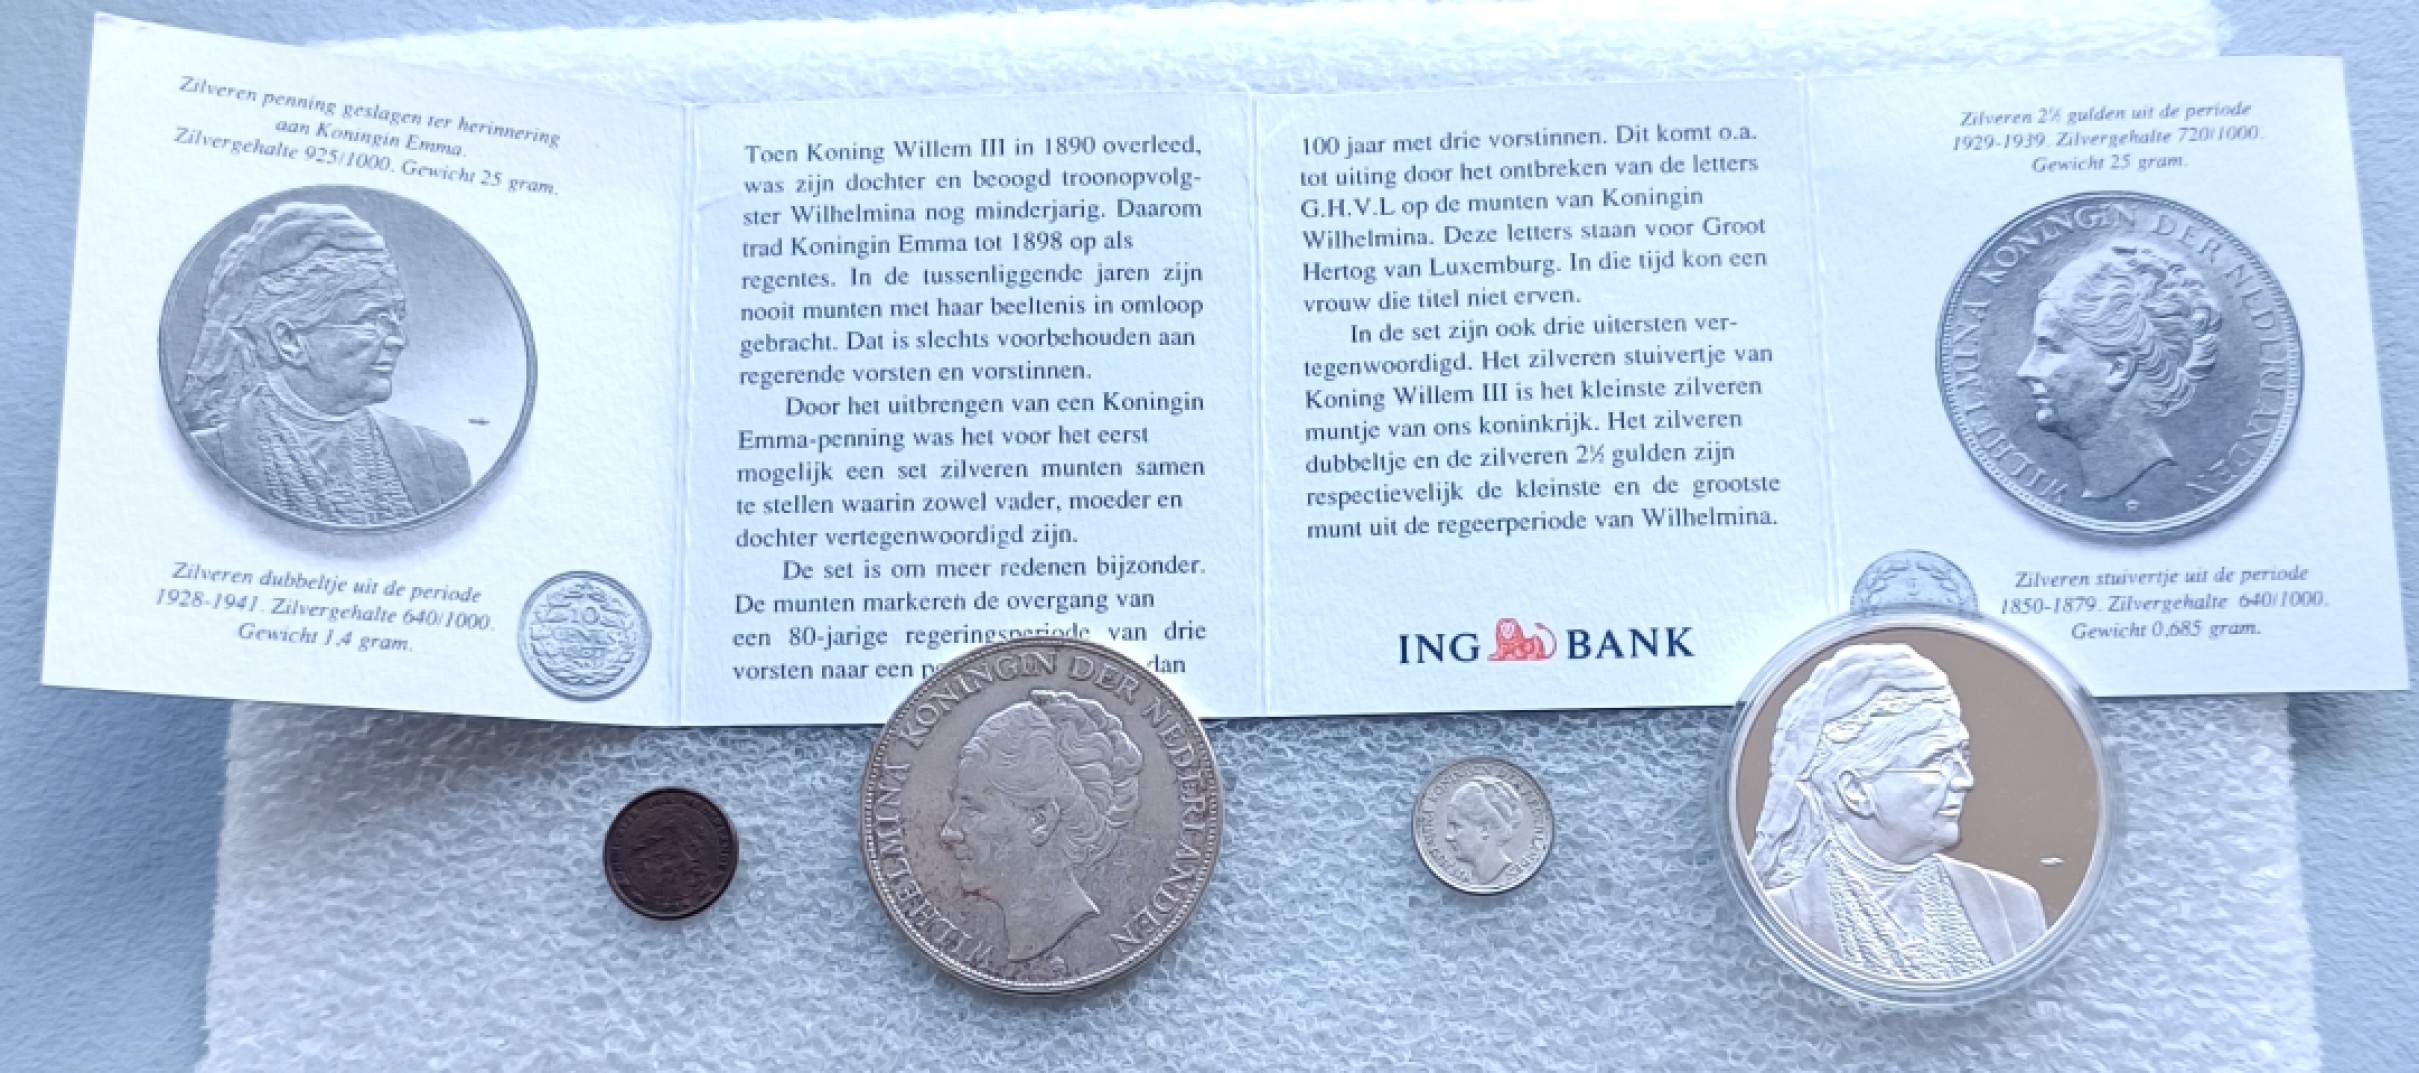 Zilveren penning geslagen ter herinnering
aan Koningin Emma.
Zilvergehalte 925/1000. Gewicht 25 gram.
Zilveren dubbeltje uit de periode
1928-1941. Zilvergehalte 640/1000.
Gewicht 1,4 gram.
10
CENTS
Toen Koning Willem III in 1890 overleed,
was zijn dochter en beoogd troonopvolg-
ster Wilhelmina nog minderjarig. Daarom
trad Koningin Emma tot 1898 op als
regentes. In de tussenliggende jaren zijn
nooit munten met haar beeltenis in omloop
gebracht. Dat is slechts voorbehouden aan
regerende vorsten en vorstinnen.
Door het uitbrengen van een Koningin
Emma-penning was het voor het eerst
mogelijk een set zilveren munten samen
te stellen waarin zowel vader, moeder en
dochter vertegenwoordigd zijn.
De set is om meer redenen bijzonder.
De munten markeren de overgang van
een 80-jarige regeringsperiode van drie
vorsten naar een dan
100 jaar met drie vorstinnen. Dit komt o.a.
tot uiting door het ontbreken van de letters
G.H.V.L op de munten van Koningin
Wilhelmina. Deze letters staan voor Groot
Hertog van Luxemburg. In die tijd kon een
vrouw die titel niet erven.
In de set zijn ook drie uitersten ver-
tegenwoordigd. Het zilveren stuivertje van
Koning Willem III is het kleinste zilveren
muntje van ons koninkrijk. Het zilveren
dubbeltje en de zilveren 2½ gulden zijn
respectievelijk de kleinste en de grootste
munt uit de regeerperiode van Wilhelmina.
ING BANK
Zilveren 2½ gulden uit de periode
1929-1939. Zilvergehalte 720/1000.
Gewicht 25 gram.
WILHELMINA KONINGIN DER NEDERLANDEN
Zilveren stuivertje uit de periode
1850-1879. Zilvergehalte 640/1000.
Gewicht 0,685 gram.
5
WILHELMINA KONINGIN DER NEDERLANDEN
WILHELMINA KONINGIN DER NEDERLANDEN